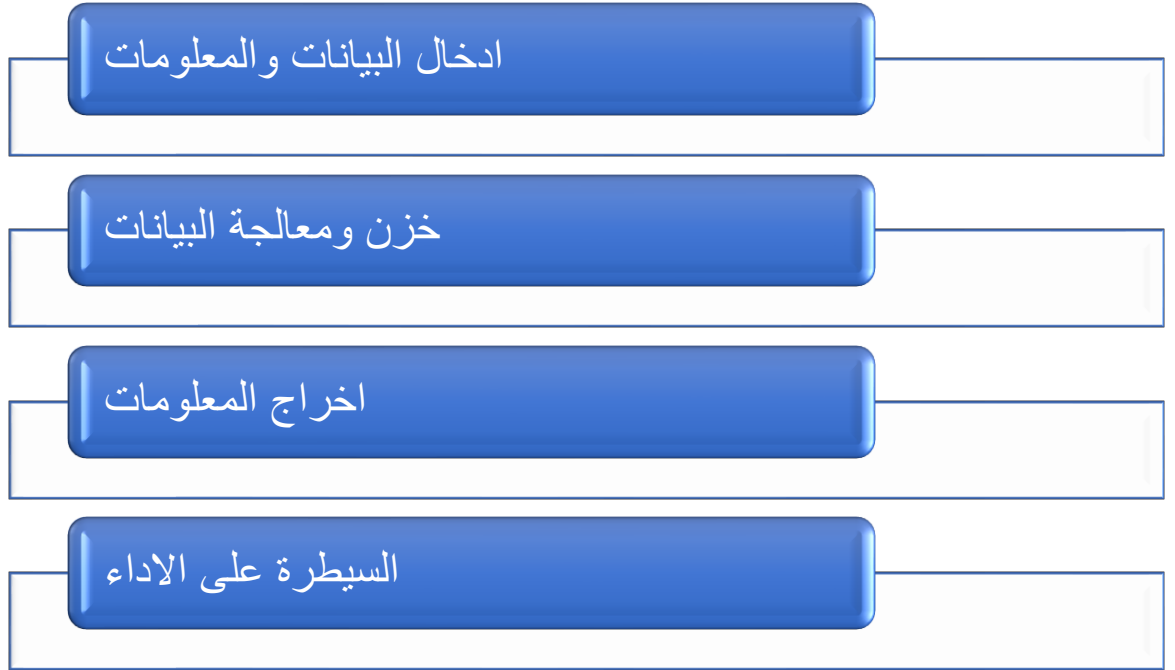 ادخال البيانات والمعلومات
خزن ومعالجة البيانات
اخراج المعلومات
السيطرة على الاداء